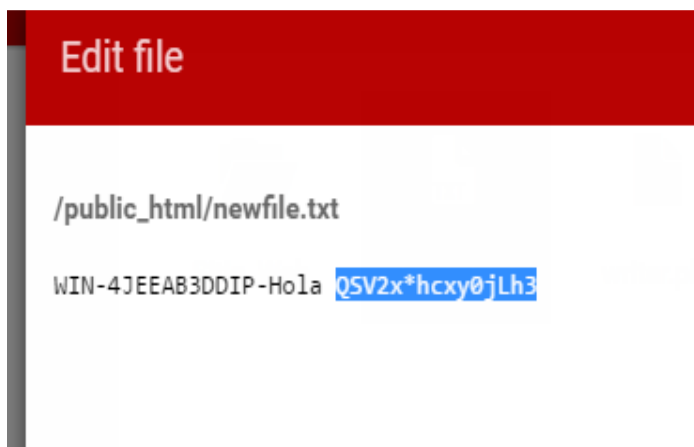 Edit file
/public_html/newfile.txt
WIN-4JEEAB3DDIP-Hola QSV2x*hcxy0jLh3